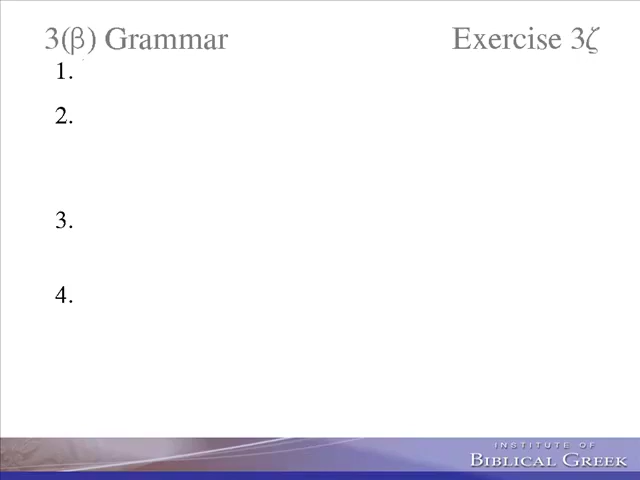 3(β) Grammar Exercise 3ζ
1.
2.
3.
4.
INSTITUTE OF
BIBLICAL GREEK